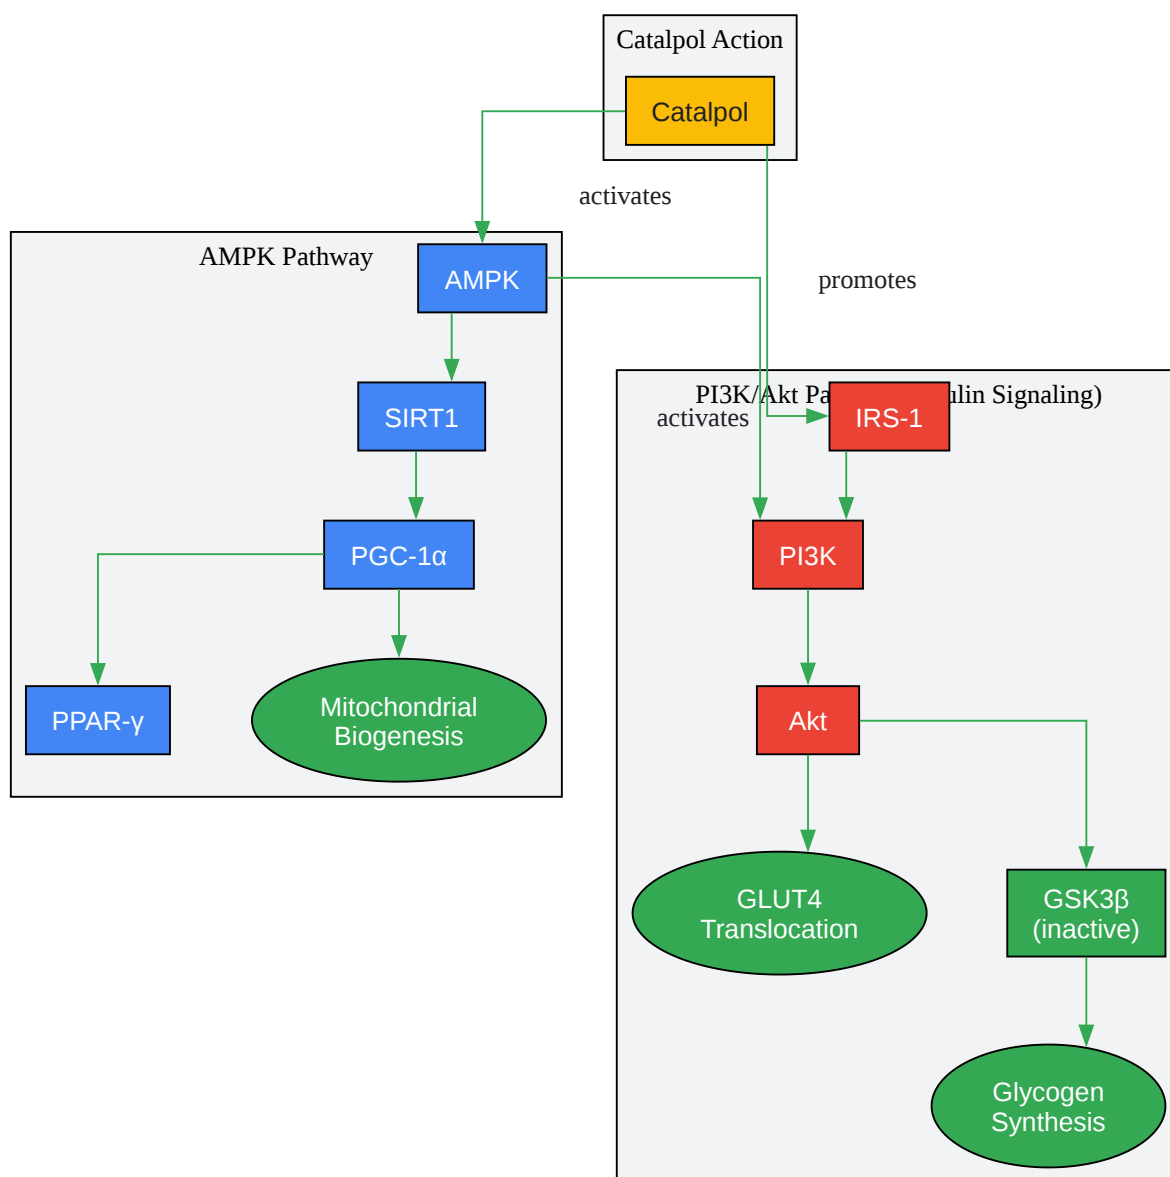 Catalpol Action
Catalpol
activates
AMPK Pathway
AMPK
promotes
SIRT1
PI3K/Akt Pa
ulin Signaling)
activates
IRS-1
PGC-1α
PI3K
PPAR-γ
Mitochondrial
Biogenesis
Akt
GLUT4
Translocation
GSK3β
(inactive)
Glycogen
Synthesis